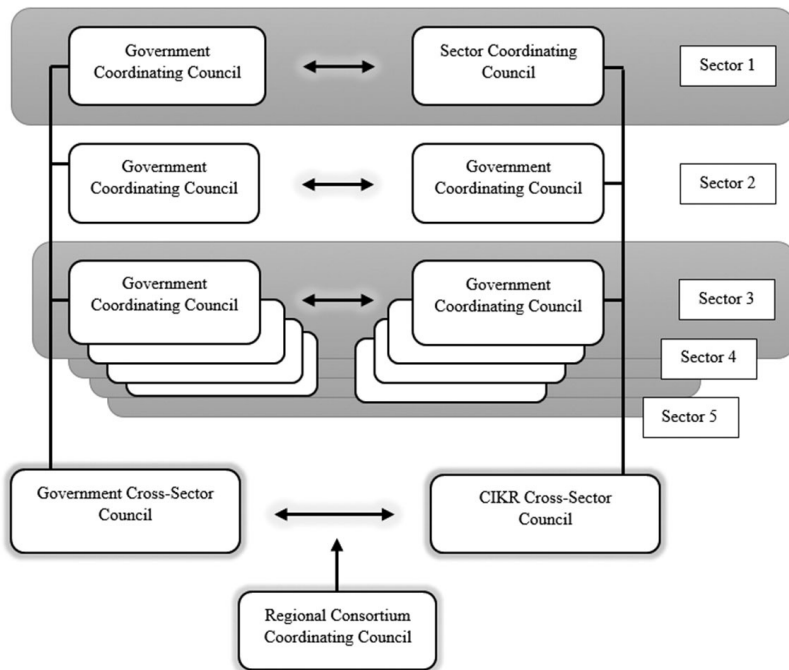 Government
Coordinating Council
Sector Coordinating
Council
Sector 1
Government
Coordinating Council
Government
Coordinating Council
Sector 2
Government
Coordinating Council
Government
Coordinating Council
Sector 3
Sector 4
Sector 5
Government Cross-Sector
Council
CIKR Cross-Sector
Council
Regional Consortium
Coordinating Council